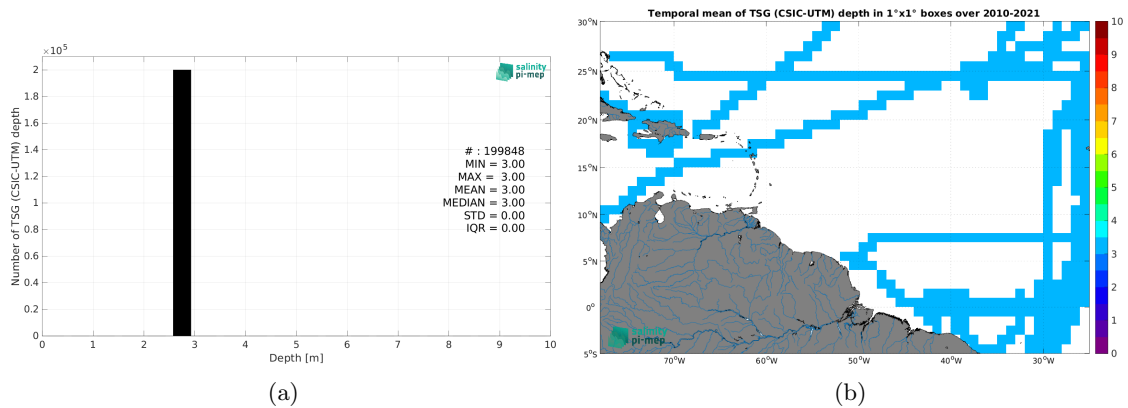 ×10⁵
2
1.8
1.6
1.4
1.2
1
0.8
0.6
0.4
0.2
0
Number of TSG (CSIC-UTM) depth
salinity
pi-mep
# : 199848
MIN = 3.00
MAX = 3.00
MEAN = 3.00
MEDIAN = 3.00
STD = 0.00
IQR = 0.00
0 1 2 3 4 5 6 7 8 9 10
Depth [m]
(a)
Temporal mean of TSG (CSIC-UTM) depth in 1°x1° boxes over 2010-2021
30°N
25°N
20°N
15°N
10°N
5°N
0°
5°S
70°W 60°W 50°W 40°W 30°W
salinity
pi-mep
10
9
8
7
6
5
4
3
2
1
0
(b)